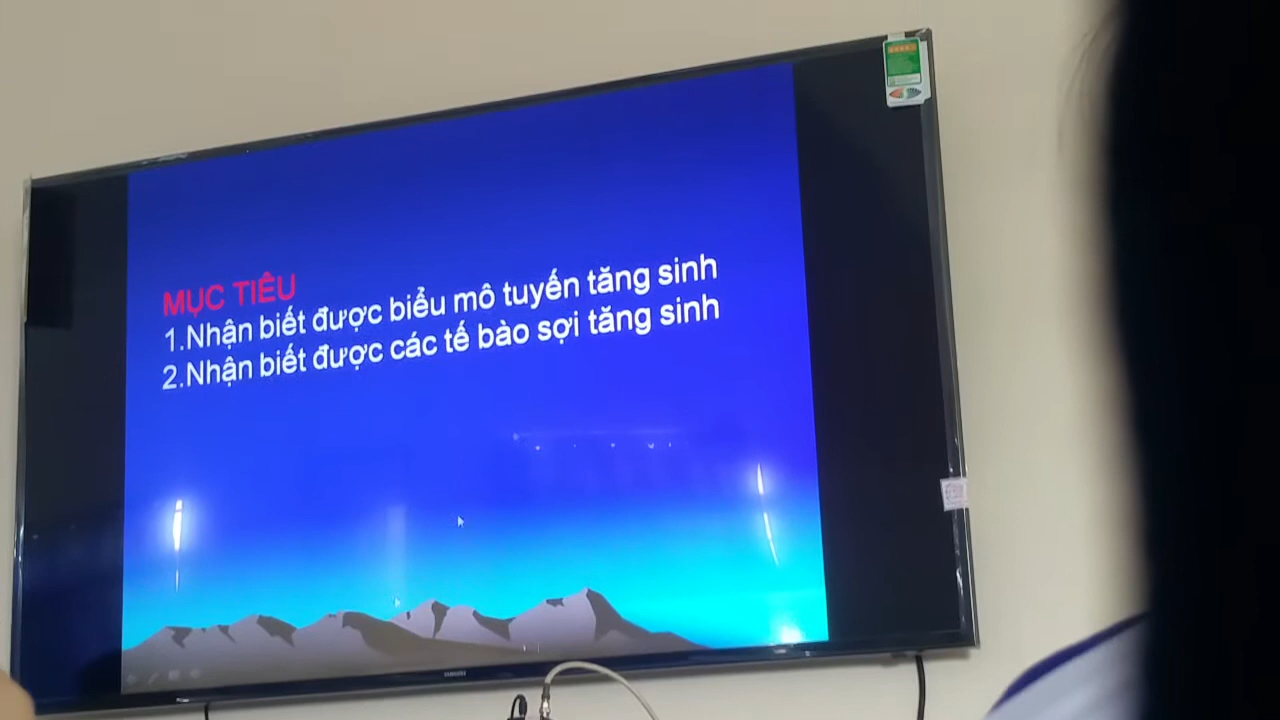 MỤC TIÊU
1.Nhận biết được biểu mô tuyến tăng sinh
2.Nhận biết được các tế bào sợi tăng sinh
SAMSUNG